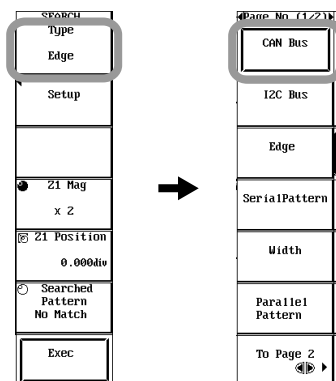 SEARCH
Type
Edge
Setup
Z1 Mag
x 2
Z1 Position
0.000div
Searched
Pattern
No Match
Exec
Page No.(1/2)
CAN Bus
I2C Bus
Edge
SerialPattern
Width
Parallel
Pattern
To Page 2